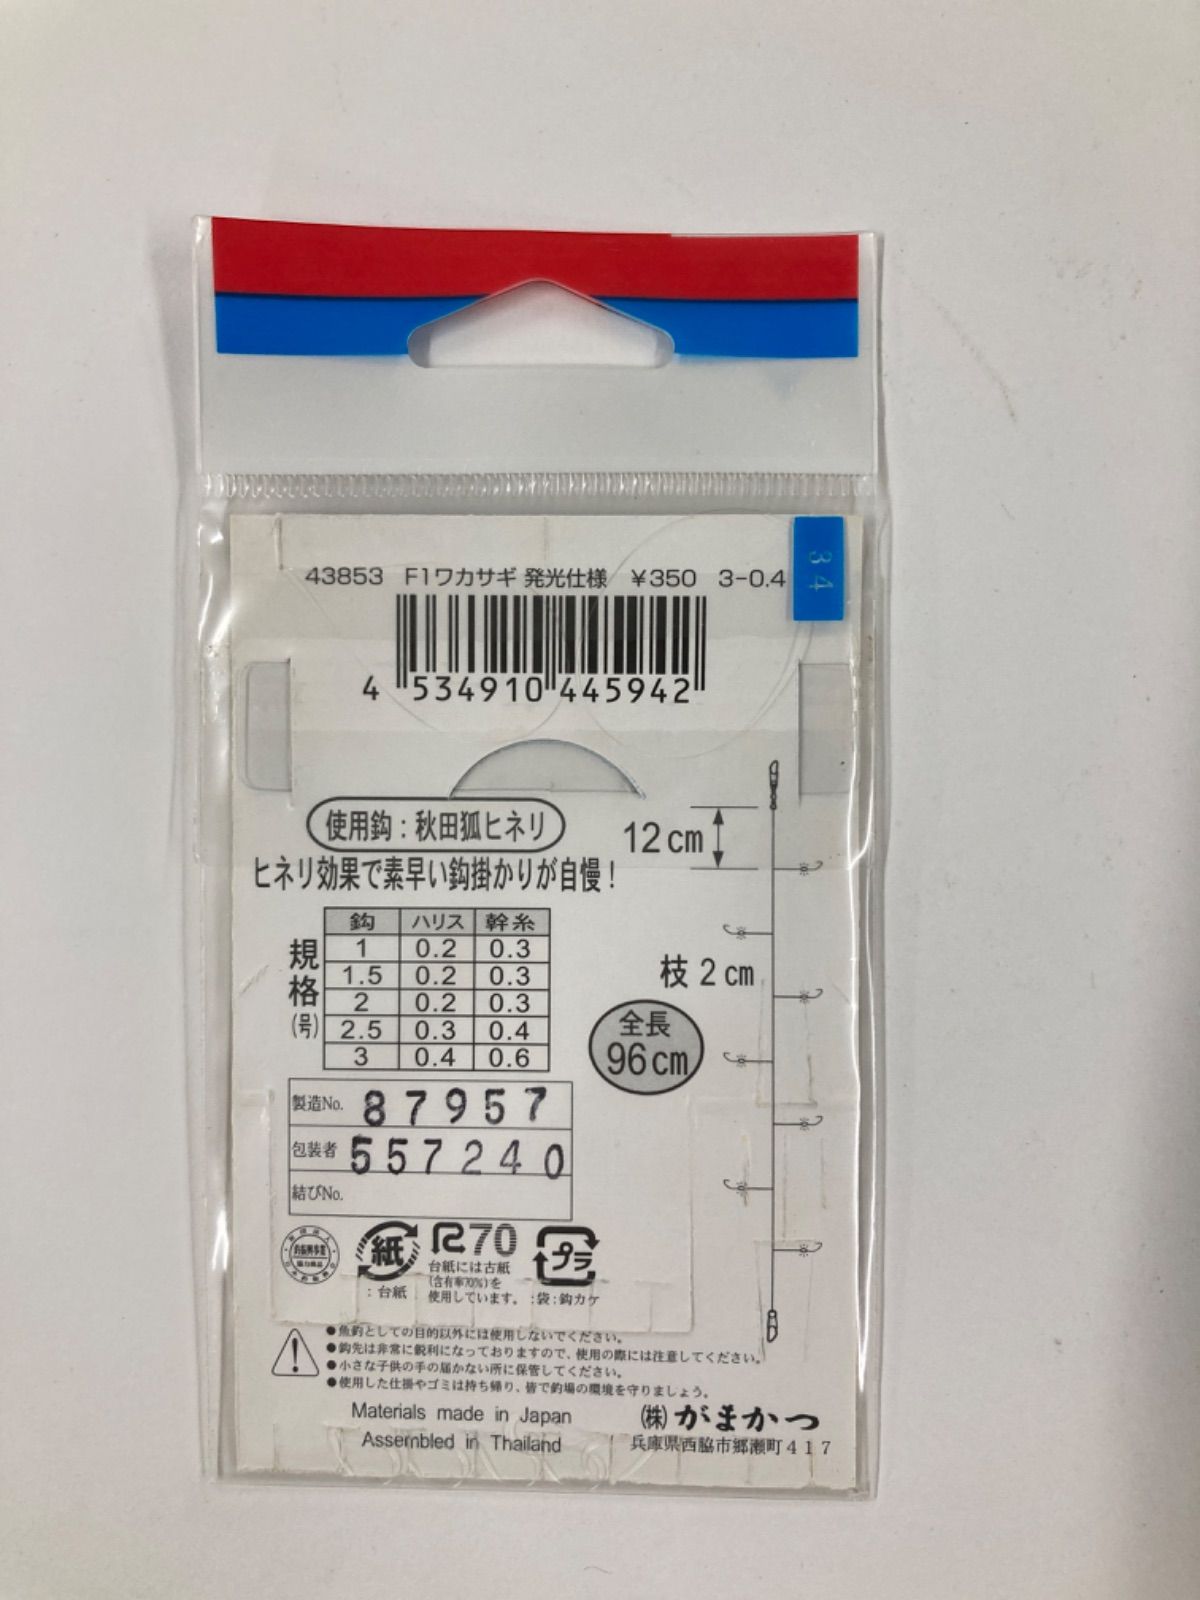 34
43853 F1ワカサギ 発光仕様 ¥350 3-0.4
4 534910 445942
使用鈎：秋田狐ヒネリ
ヒネリ効果で素早い鈎掛かりが自慢！
規格(号)
鈎 ハリス 幹糸
1 0.2 0.3
1.5 0.2 0.3
2 0.2 0.3
2.5 0.3 0.4
3 0.4 0.6
12cm
枝 2cm
全長
96cm
製造No. 87957
包装者 557240
結びNo.
紙
：台紙
R70
台紙には古紙
(含有率70%)を
使用しています。
プラ
：袋：鈎カケ
●魚釣としての目的以外には使用しないでください。
●鈎先は非常に鋭利になっておりますので、使用の際には注意してください。
●小さな子供の手の届かない所に保管してください。
●使用した仕掛やゴミは持ち帰り、皆で釣場の環境を守りましょう。
Materials made in Japan
Assembled in Thailand
(株)がまかつ
兵庫県西脇市郷瀬町417